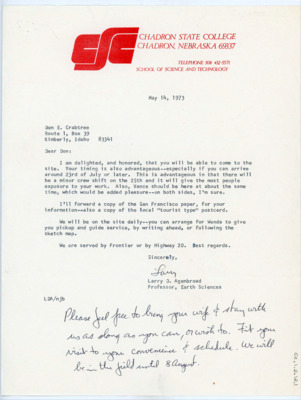 csc
CHADRON STATE COLLEGE
CHADRON, NEBRASKA 69337
TELEPHONE 308 432-5571
SCHOOL OF SCIENCE AND TECHNOLOGY
May 14, 1973
Don E. Crabtree
Route 1, Box 39
Kimberly, Idaho 83341
Dear Don:
I am delighted, and honored, that you will be able to come to the
site. Your timing is also advantageous--especially if you can arrive
around 23rd of July or later. This is advantageous in that there will
be a minor crew shift on the 25th and it will give the most people
exposure to your work. Also, Vance should be here at about the same
time, which would be added pleasure--on both sides, I'm sure.
I'll forward a copy of the San Francisco paper, for your
information--also a copy of the local "tourist type" postcard.
We will be on the site daily--you can arrange for Wanda to give
you pickup and guide service, by writing ahead, or following the
sketch map.
We are served by Frontier or by Highway 20. Best regards.
Sincerely,
Larry
Larry D. Agenbroad
Professor, Earth Sciences
LDA/njb
Please feel free to bring your wife & stay with
us as long as you can, or wish to. Fit your
visit to your convenience & schedule. We will
be in the field until 8 August.